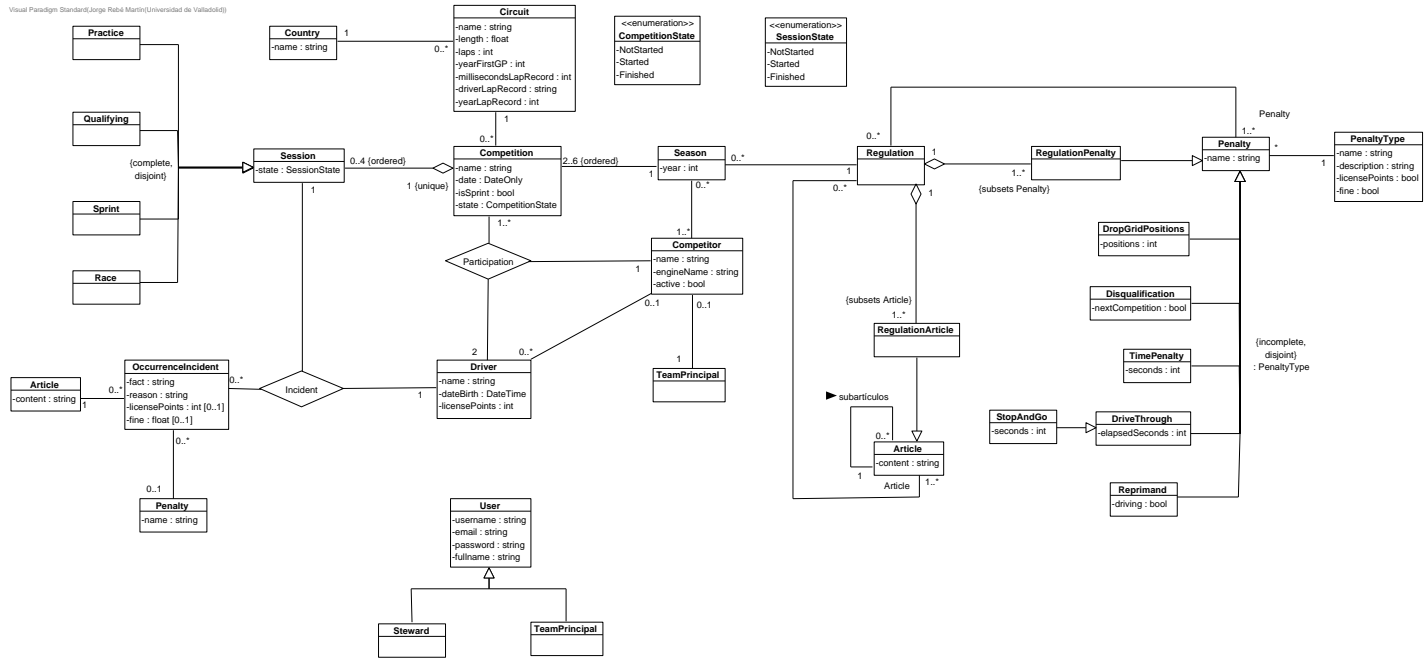 Visual Paradigm Standard(Jorge Rebé Martín(Universidad de Valladolid))
Practice
Qualifying
{complete,
disjoint}
Sprint
Race
Country
-name : string
1
0..*
Circuit
-name : string
-length : float
-laps : int
-yearFirstGP : int
-millisecondsLapRecord : int
-driverLapRecord : string
-yearLapRecord : int
1
0..*
<<enumeration>>
CompetitionState
-NotStarted
-Started
-Finished
<<enumeration>>
SessionState
-NotStarted
-Started
-Finished
Session
-state : SessionState
0..4 {ordered}
1 {unique}
1
Competition
-name : string
-date : DateOnly
-isSprint : bool
-state : CompetitionState
2..6 {ordered}
1
1..*
Season
-year : int
0..*
0..*
1..*
Participation
1
2
Competitor
-name : string
-engineName : string
-active : bool
0..1
0..1
0..*
1
TeamPrincipal
Regulation
1
0..*
0..*
1
1
RegulationPenalty
1..*
{subsets Penalty}
Penalty
1..*
Penalty
-name : string
*
1
PenaltyType
-name : string
-description : string
-licensePoints : bool
-fine : bool
DropGridPositions
-positions : int
Disqualification
-nextCompetition : bool
TimePenalty
-seconds : int
{incomplete,
disjoint}
: PenaltyType
StopAndGo
-seconds : int
DriveThrough
-elapsedSeconds : int
Reprimand
-driving : bool
{subsets Article}
1..*
RegulationArticle
subartículos
0..*
1
Article
-content : string
Article
1..*
Article
-content : string
1
0..*
OccurrenceIncident
-fact : string
-reason : string
-licensePoints : int [0..1]
-fine : float [0..1]
0..*
0..*
Incident
1
Driver
-name : string
-dateBirth : DateTime
-licensePoints : int
0..1
Penalty
-name : string
User
-username : string
-email : string
-password : string
-fullname : string
Steward
TeamPrincipal